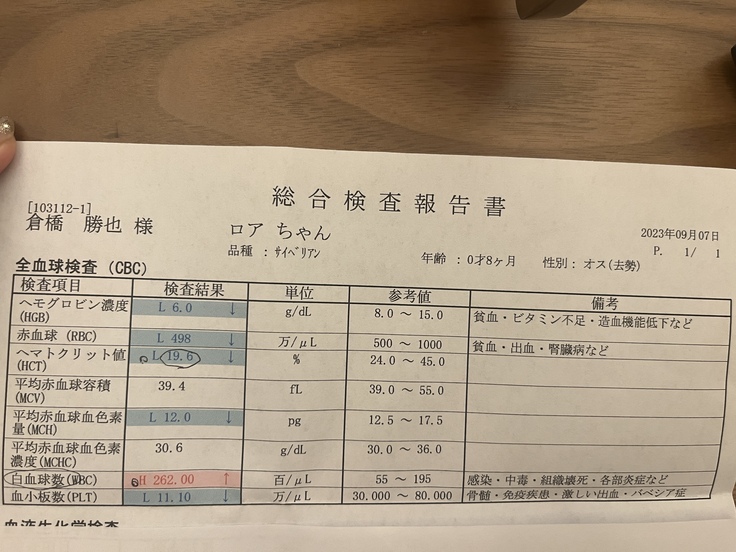 総合検査報告書
[103112-1]
倉橋 勝也 様
ロア ちゃん
2023年09月07日
品種 : ｻｲﾍﾞﾘｱﾝ
年齢 : 0才8ヶ月 性別 : オス(去勢)
P. 1/ 1
全血球検査 (CBC)
検査項目 検査結果 単位 参考値 備考
ヘモグロビン濃度(HGB) L 6.0 ↓ g/dL 8.0 ～ 15.0 貧血・ビタミン不足・造血機能低下など
赤血球 (RBC) L 498 ↓ 万/μL 500 ～ 1000 貧血・出血・腎臓病など
ヘマトクリット値(HCT) L 19.6 ↓ % 24.0 ～ 45.0
平均赤血球容積(MCV) 39.4 fL 39.0 ～ 55.0
平均赤血球血色素量(MCH) L 12.0 ↓ pg 12.5 ～ 17.5
平均赤血球血色素濃度(MCHC) 30.6 g/dL 30.0 ～ 36.0
白血球数(WBC) H 262.00 ↑ 百/μL 55 ～ 195 感染・中毒・組織壊死・各部炎症など
血小板数(PLT) L 11.10 ↓ 万/μL 30.000 ～ 80.000 骨髄・免疫疾患・激しい出血・バベシア症
血液生化学検査